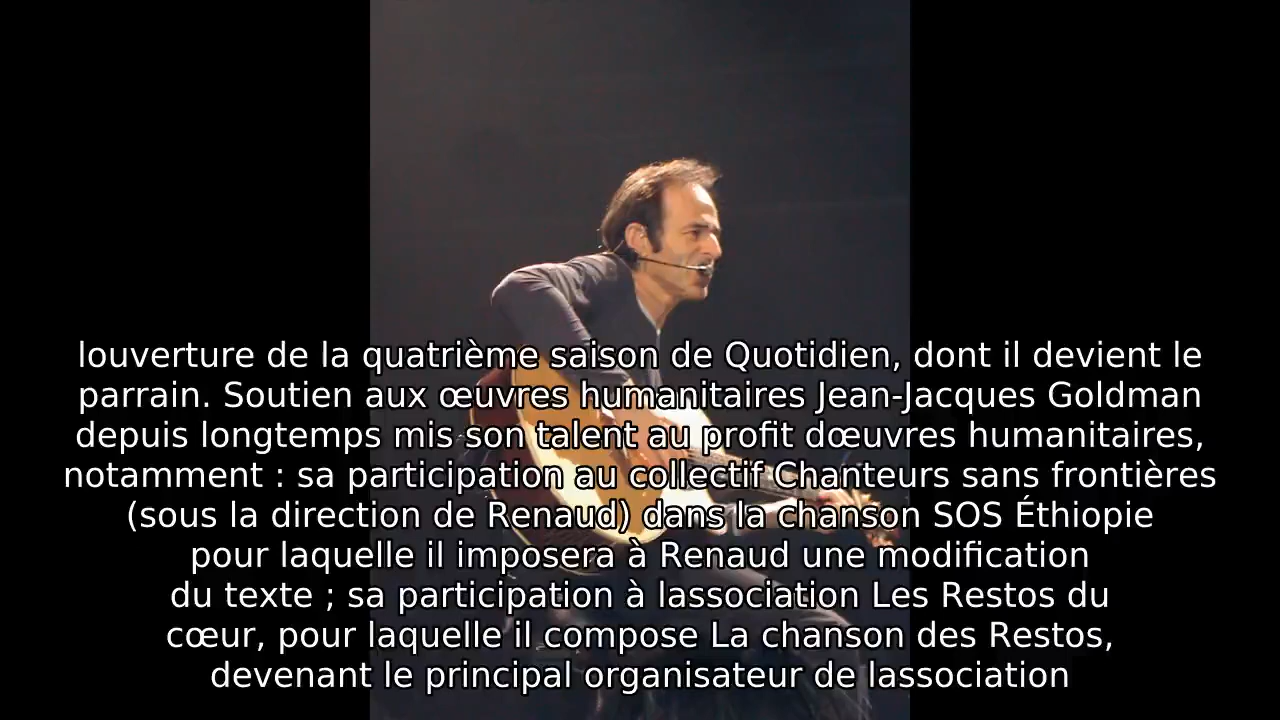 louverture de la quatrième saison de Quotidien, dont il devient le
parrain. Soutien aux œuvres humanitaires Jean-Jacques Goldman
depuis longtemps mis son talent au profit dœuvres humanitaires,
notamment : sa participation au collectif Chanteurs sans frontières
(sous la direction de Renaud) dans la chanson SOS Éthiopie
pour laquelle il imposera à Renaud une modification
du texte ; sa participation à lassociation Les Restos du
cœur, pour laquelle il compose La chanson des Restos,
devenant le principal organisateur de lassociation